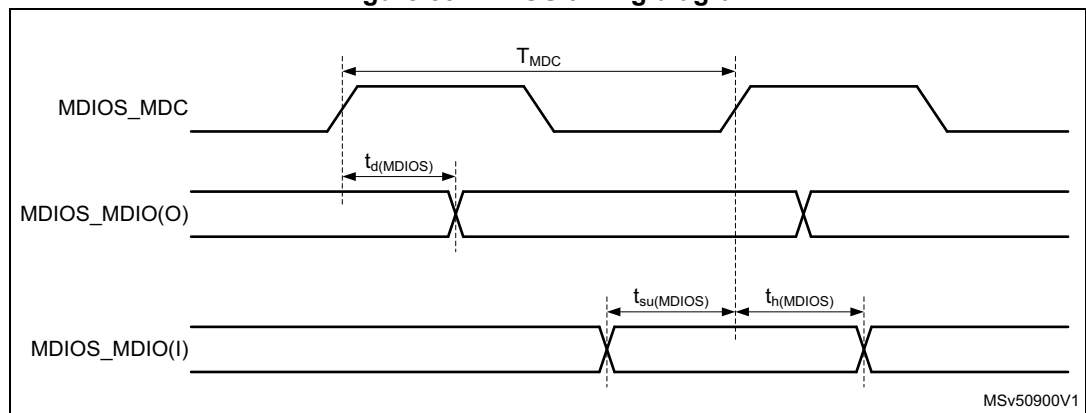 T_MDC
MDIOS_MDC
t_d(MDIOS)
MDIOS_MDIO(O)
t_su(MDIOS) t_h(MDIOS)
MDIOS_MDIO(I)
MSv50900V1